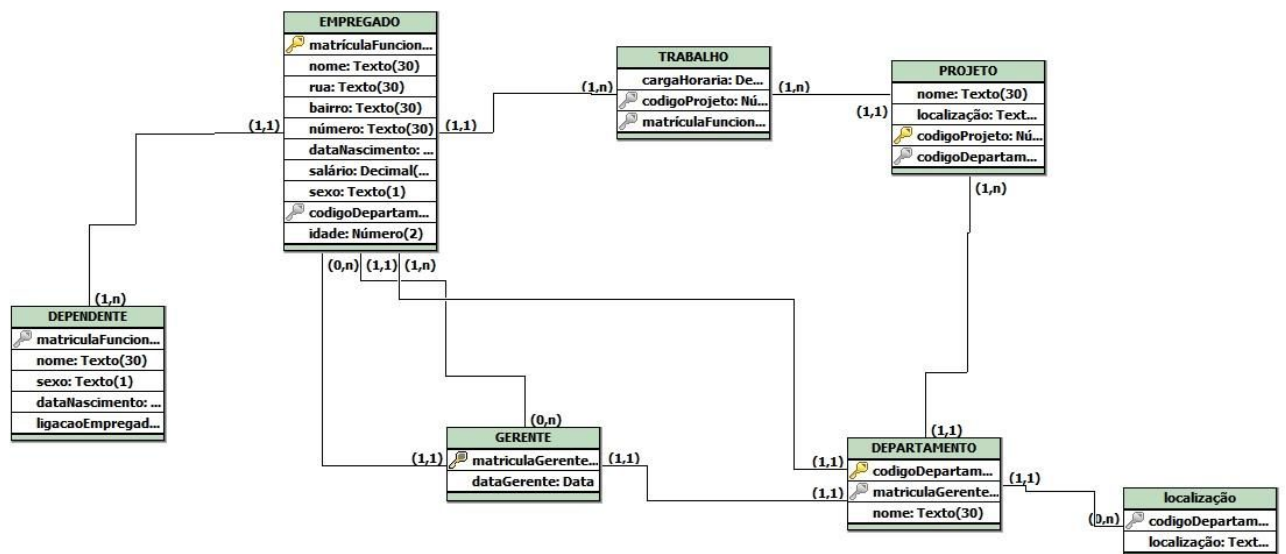 EMPREGADO
matrículaFuncion...
nome: Texto(30)
rua: Texto(30)
bairro: Texto(30)
número: Texto(30)
dataNascimento: ...
salário: Decimal(...
sexo: Texto(1)
codigoDepartam...
idade: Número(2)
(1,1)
(1,1)
(0,n)
(1,1)
(1,n)
TRABALHO
cargaHoraria: De...
codigoProjeto: Nú...
matrículaFuncion...
(1,n)
(1,n)
PROJETO
nome: Texto(30)
localização: Text...
codigoProjeto: Nú...
codigoDepartam...
(1,1)
(1,n)
(1,n)
DEPENDENTE
matriculaFuncion...
nome: Texto(30)
sexo: Texto(1)
dataNascimento: ...
ligacaoEmpregad...
(0,n)
GERENTE
matriculaGerente...
dataGerente: Data
(1,1)
(1,1)
(1,1)
DEPARTAMENTO
codigoDepartam...
matriculaGerente...
nome: Texto(30)
(1,1)
(1,1)
(1,1)
(0,n)
localização
codigoDepartam...
localização: Text...